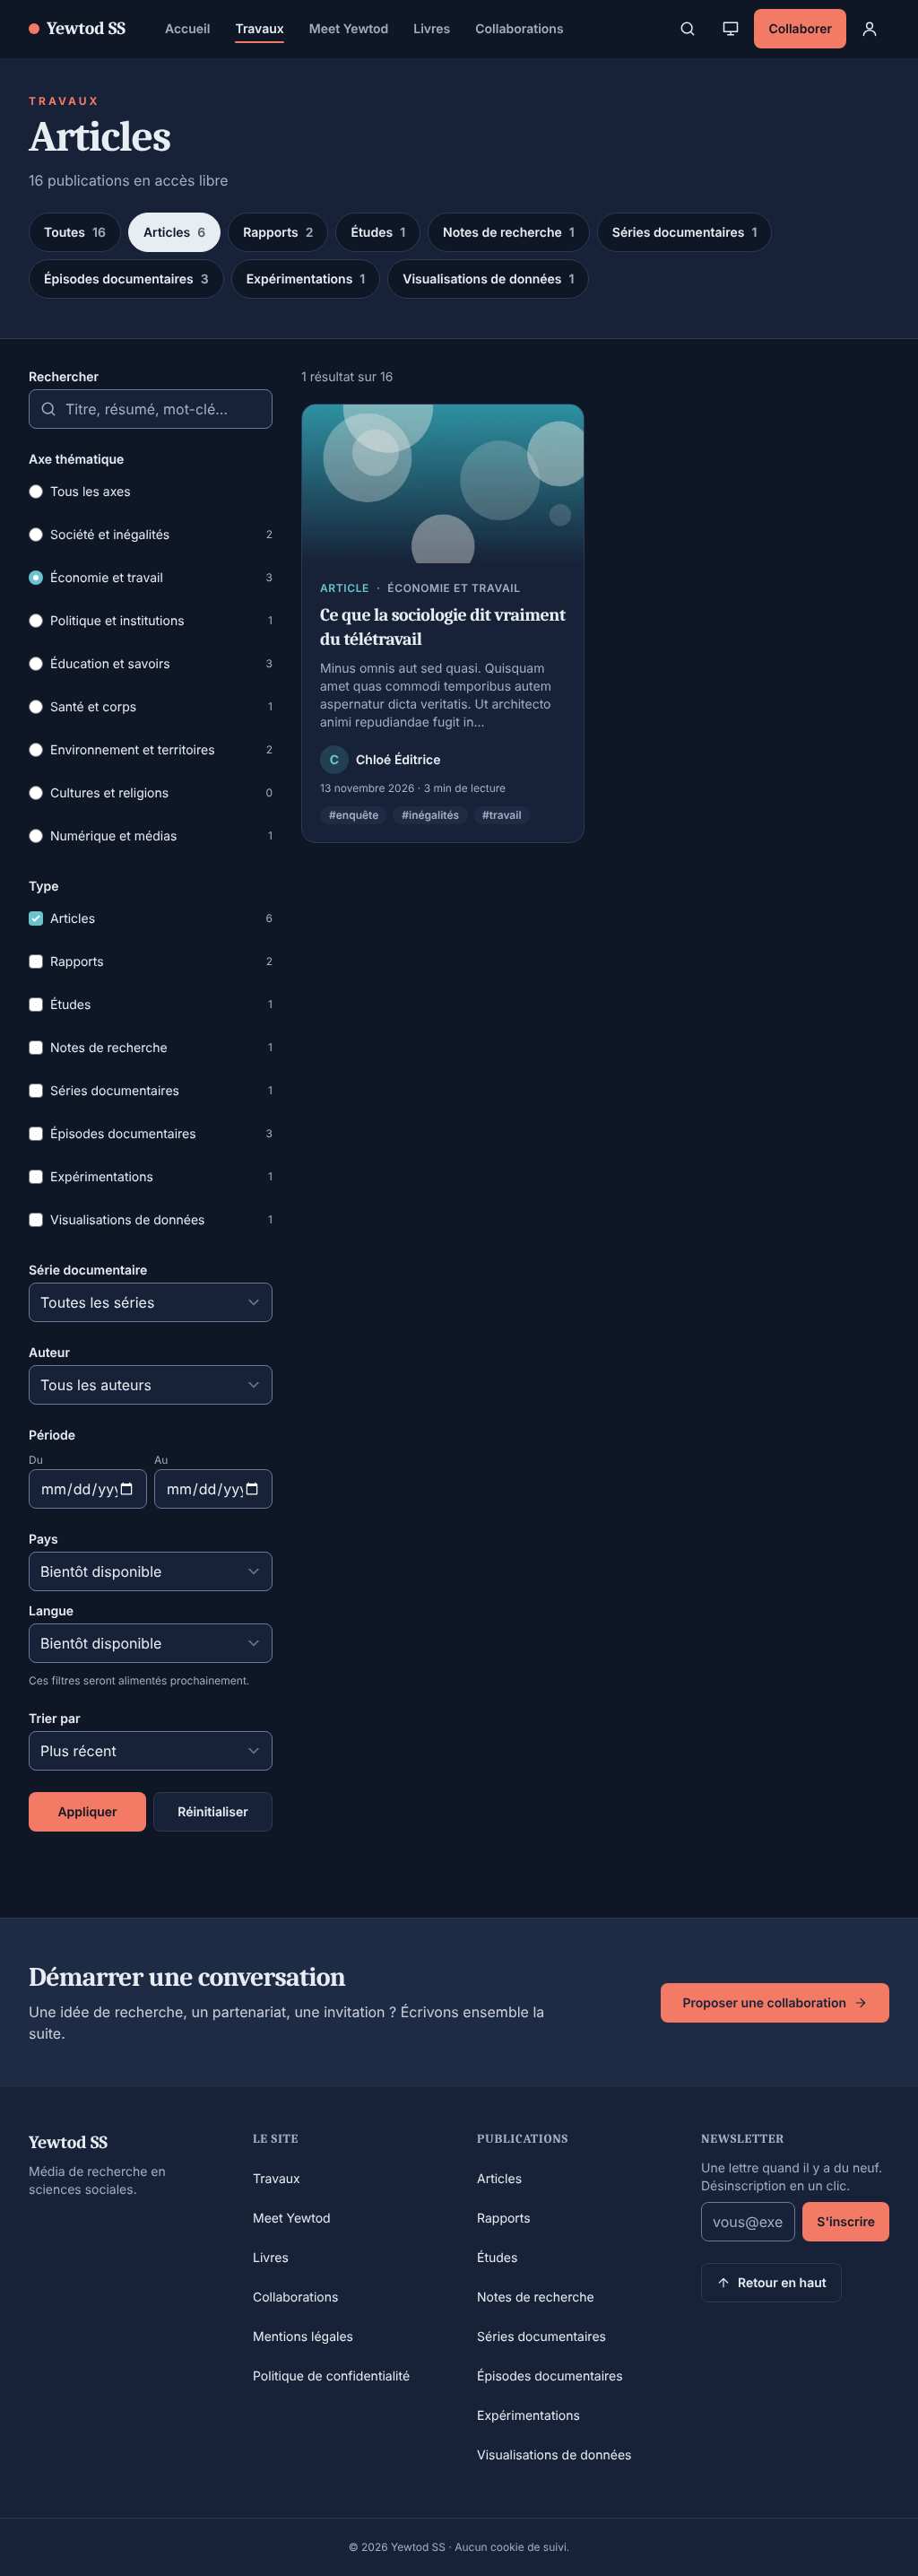 Yewtod SS
Accueil
Travaux
Meet Yewtod
Livres
Collaborations
Collaborer
TRAVAUX
Articles
16 publications en accès libre
Toutes 16
Articles 6
Rapports 2
Études 1
Notes de recherche 1
Séries documentaires 1
Épisodes documentaires 3
Expérimentations 1
Visualisations de données 1
Rechercher
Titre, résumé, mot-clé…
Axe thématique
Tous les axes
Société et inégalités 2
Économie et travail 3
Politique et institutions 1
Éducation et savoirs 3
Santé et corps 1
Environnement et territoires 2
Cultures et religions 0
Numérique et médias 1
Type
Articles 6
Rapports 2
Études 1
Notes de recherche 1
Séries documentaires 1
Épisodes documentaires 3
Expérimentations 1
Visualisations de données 1
Série documentaire
Toutes les séries
Auteur
Tous les auteurs
Période
Du
Au
mm/dd/yyy
mm/dd/yyy
Pays
Bientôt disponible
Langue
Bientôt disponible
Ces filtres seront alimentés prochainement.
Trier par
Plus récent
Appliquer
Réinitialiser
1 résultat sur 16
ARTICLE · ÉCONOMIE ET TRAVAIL
Ce que la sociologie dit vraiment
du télétravail
Minus omnis aut sed quasi. Quisquam
amet quas commodi temporibus autem
aspernatur dicta veritatis. Ut architecto
animi repudiandae fugit in…
C Chloé Éditrice
13 novembre 2026 · 3 min de lecture
#enquête #inégalités #travail
Démarrer une conversation
Une idée de recherche, un partenariat, une invitation ? Écrivons ensemble la
suite.
Proposer une collaboration →
Yewtod SS
Média de recherche en
sciences sociales.
LE SITE
Travaux
Meet Yewtod
Livres
Collaborations
Mentions légales
Politique de confidentialité
PUBLICATIONS
Articles
Rapports
Études
Notes de recherche
Séries documentaires
Épisodes documentaires
Expérimentations
Visualisations de données
NEWSLETTER
Une lettre quand il y a du neuf.
Désinscription en un clic.
vous@exe
S'inscrire
↑ Retour en haut
© 2026 Yewtod SS · Aucun cookie de suivi.